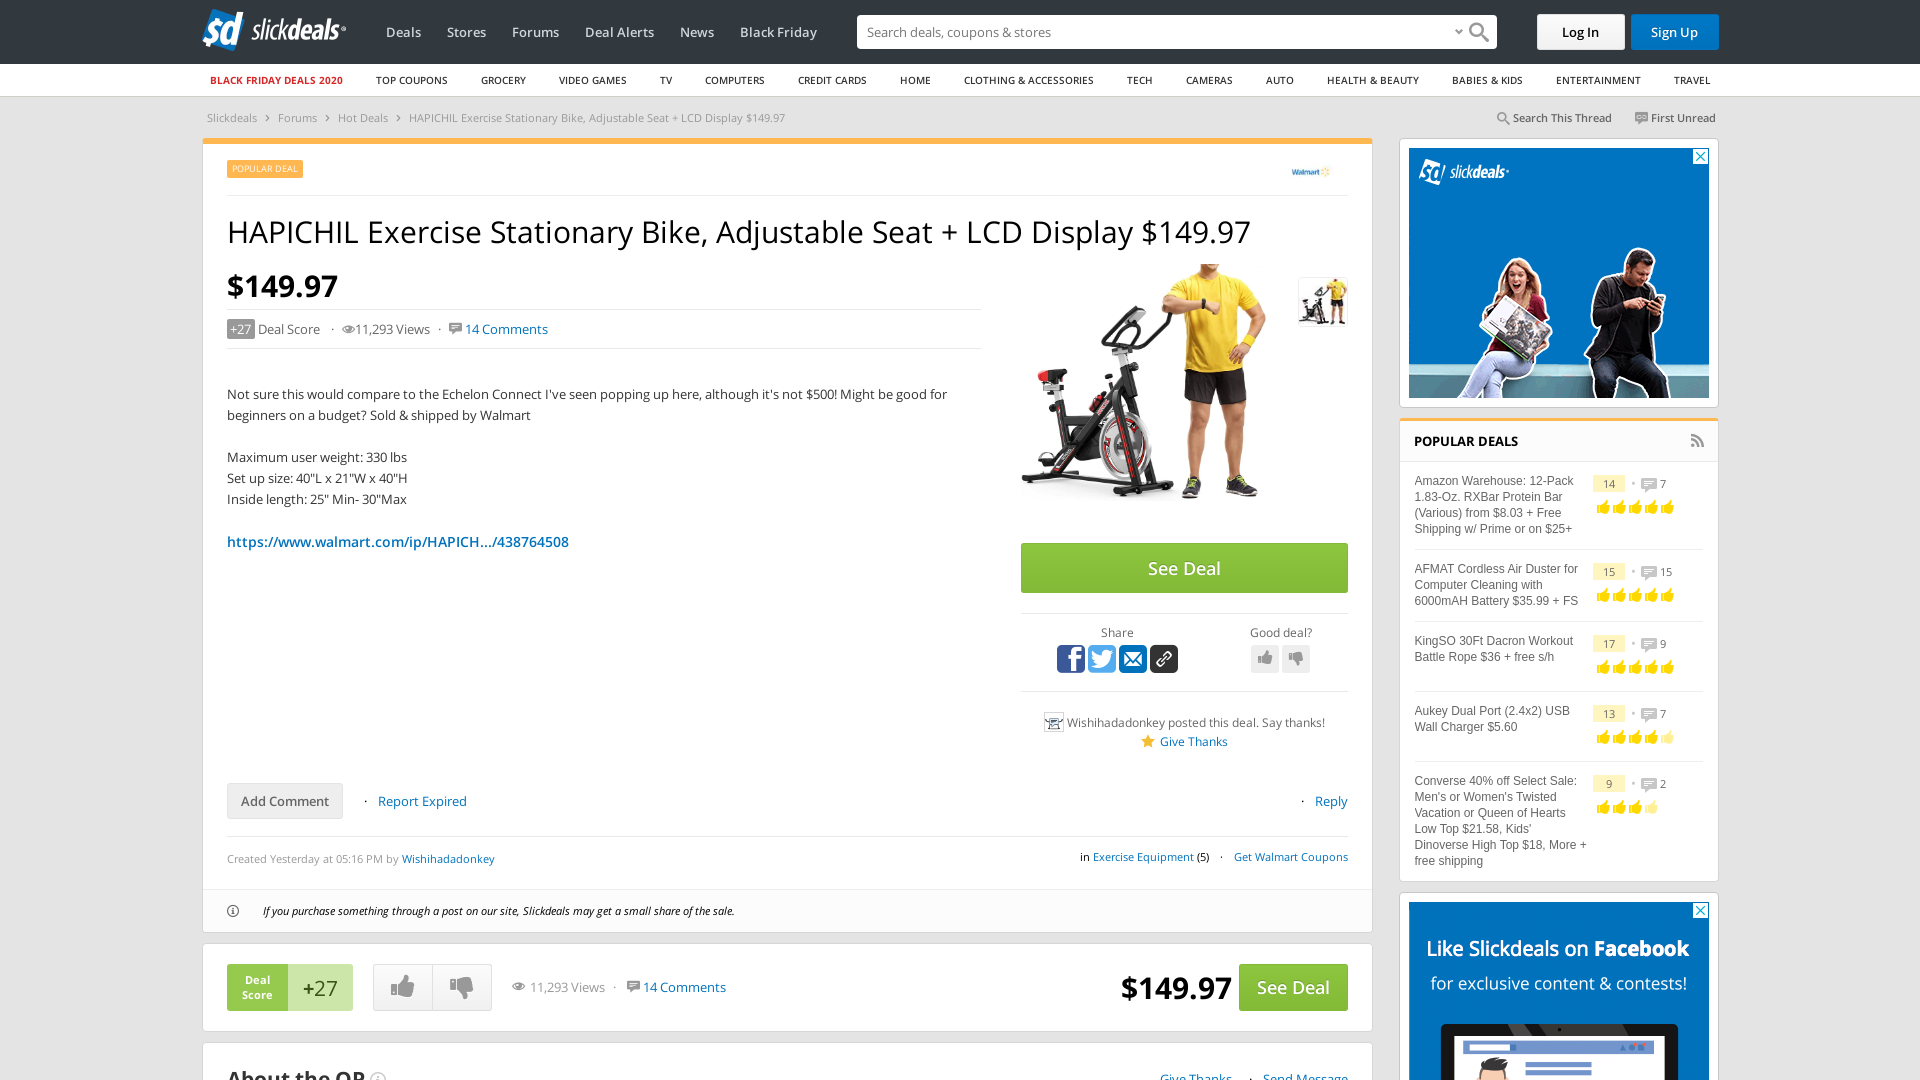 slickdeals
Deals Stores Forums Deal Alerts News Black Friday
Search deals, coupons & stores
Log In Sign Up
BLACK FRIDAY DEALS 2020 TOP COUPONS GROCERY VIDEO GAMES TV COMPUTERS CREDIT CARDS HOME CLOTHING & ACCESSORIES TECH CAMERAS AUTO HEALTH & BEAUTY BABIES & KIDS ENTERTAINMENT TRAVEL
Slickdeals › Forums › Hot Deals › HAPICHIL Exercise Stationary Bike, Adjustable Seat + LCD Display $149.97
Search This Thread First Unread
POPULAR DEAL
Walmart
HAPICHIL Exercise Stationary Bike, Adjustable Seat + LCD Display $149.97
$149.97
+27 Deal Score · 11,293 Views · 14 Comments
Not sure this would compare to the Echelon Connect I've seen popping up here, although it's not $500! Might be good for
beginners on a budget? Sold & shipped by Walmart
Maximum user weight: 330 lbs
Set up size: 40"L x 21"W x 40"H
Inside length: 25" Min- 30"Max
https://www.walmart.com/ip/HAPICH.../438764508
See Deal
Share Good deal?
Wishihadadonkey posted this deal. Say thanks!
Give Thanks
Add Comment · Report Expired · Reply
Created Yesterday at 05:16 PM by Wishihadadonkey
in Exercise Equipment (5) · Get Walmart Coupons
If you purchase something through a post on our site, Slickdeals may get a small share of the sale.
Deal
Score
+27
11,293 Views · 14 Comments
$149.97 See Deal
About the OP
Give Thanks · Send Message
sd slickdeals
POPULAR DEALS
Amazon Warehouse: 12-Pack
1.83-Oz. RXBar Protein Bar
(Various) from $8.03 + Free
Shipping w/ Prime or on $25+
14 · 7
AFMAT Cordless Air Duster for
Computer Cleaning with
6000mAH Battery $35.99 + FS
15 · 15
KingSO 30Ft Dacron Workout
Battle Rope $36 + free s/h
17 · 9
Aukey Dual Port (2.4x2) USB
Wall Charger $5.60
13 · 7
Converse 40% off Select Sale:
Men's or Women's Twisted
Vacation or Queen of Hearts
Low Top $21.58, Kids'
Dinoverse High Top $18, More +
free shipping
9 · 2
Like Slickdeals on Facebook
for exclusive content & contests!